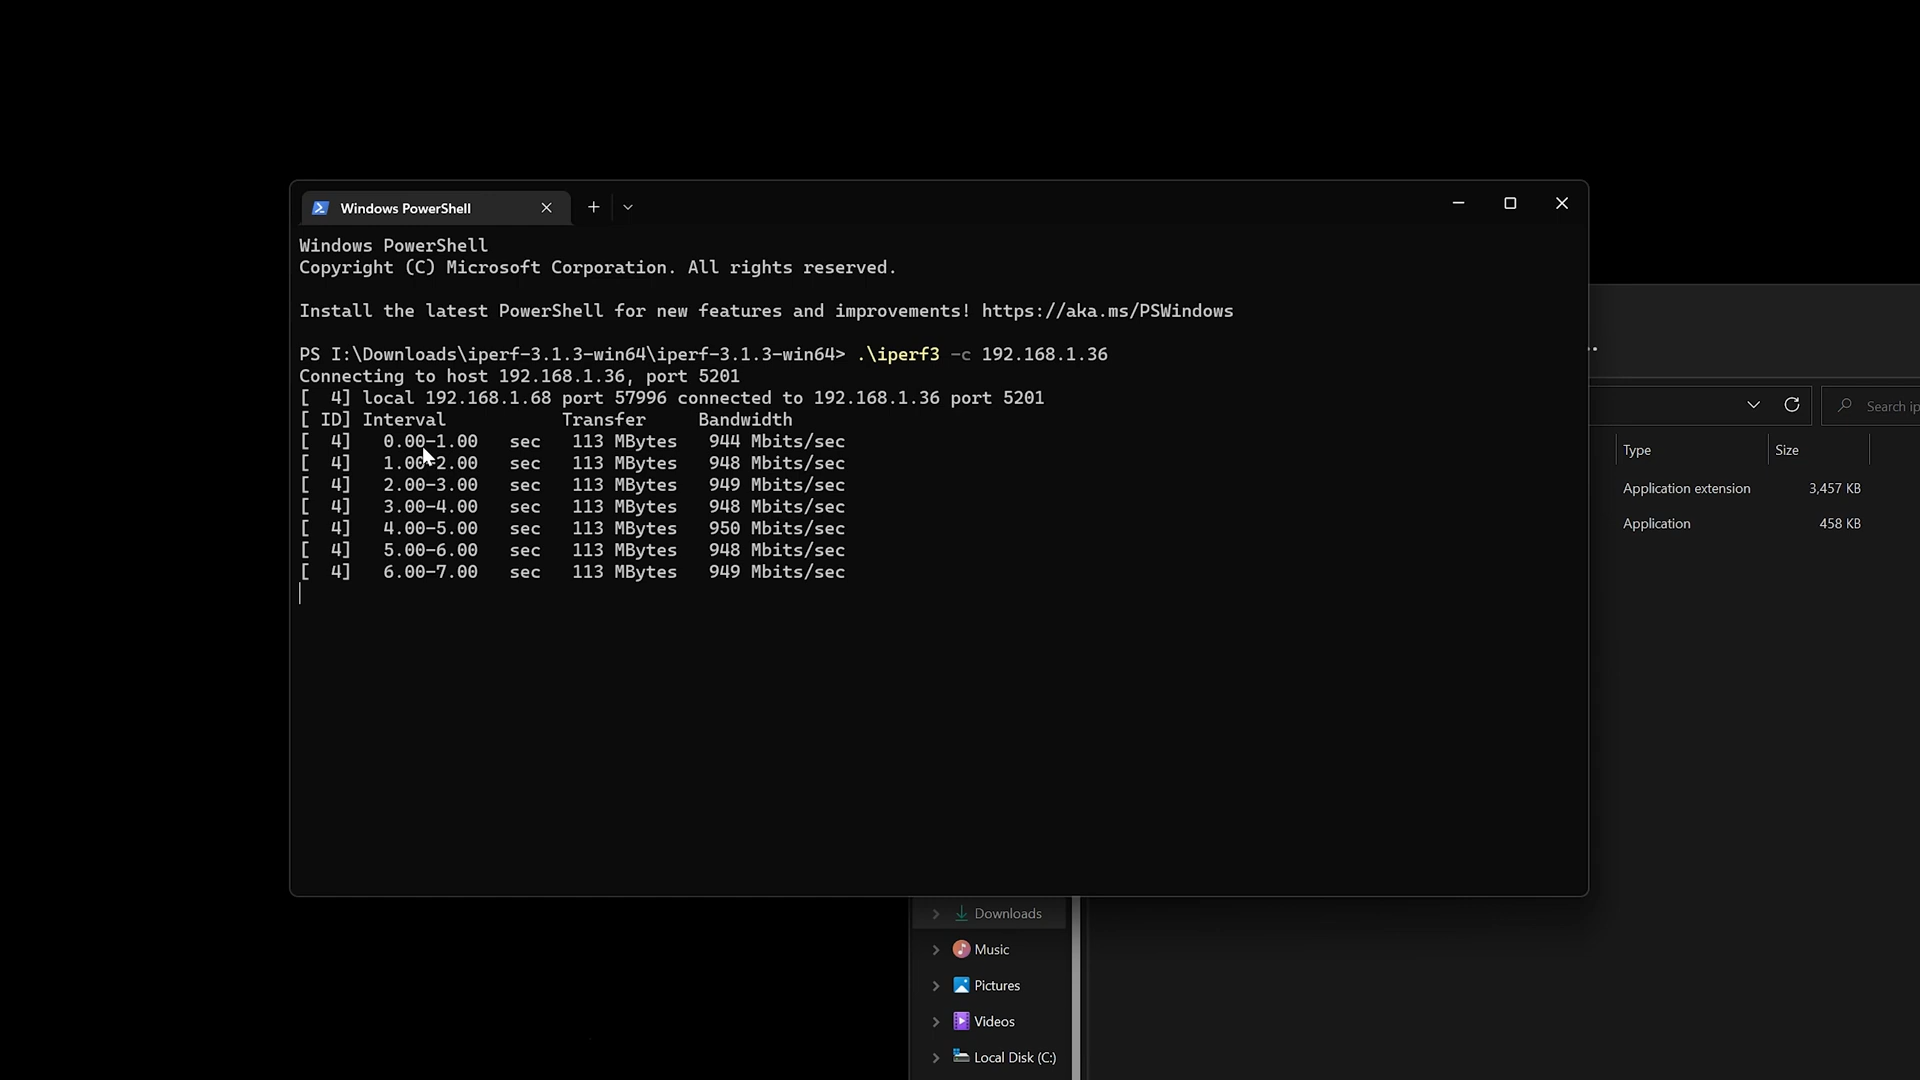 Windows PowerShell
Windows PowerShell
Copyright (C) Microsoft Corporation. All rights reserved.
Install the latest PowerShell for new features and improvements! https://aka.ms/PSWindows
PS I:\Downloads\iperf-3.1.3-win64\iperf-3.1.3-win64> .\iperf3 -c 192.168.1.36
Connecting to host 192.168.1.36, port 5201
[  4] local 192.168.1.68 port 57996 connected to 192.168.1.36 port 5201
[ ID] Interval           Transfer     Bandwidth
[  4]   0.00-1.00   sec   113 MBytes   944 Mbits/sec
[  4]   1.00-2.00   sec   113 MBytes   948 Mbits/sec
[  4]   2.00-3.00   sec   113 MBytes   949 Mbits/sec
[  4]   3.00-4.00   sec   113 MBytes   948 Mbits/sec
[  4]   4.00-5.00   sec   113 MBytes   950 Mbits/sec
[  4]   5.00-6.00   sec   113 MBytes   948 Mbits/sec
[  4]   6.00-7.00   sec   113 MBytes   949 Mbits/sec
Search ip
Type Size
Application extension 3,457 KB
Application 458 KB
Downloads
Music
Pictures
Videos
Local Disk (C:)